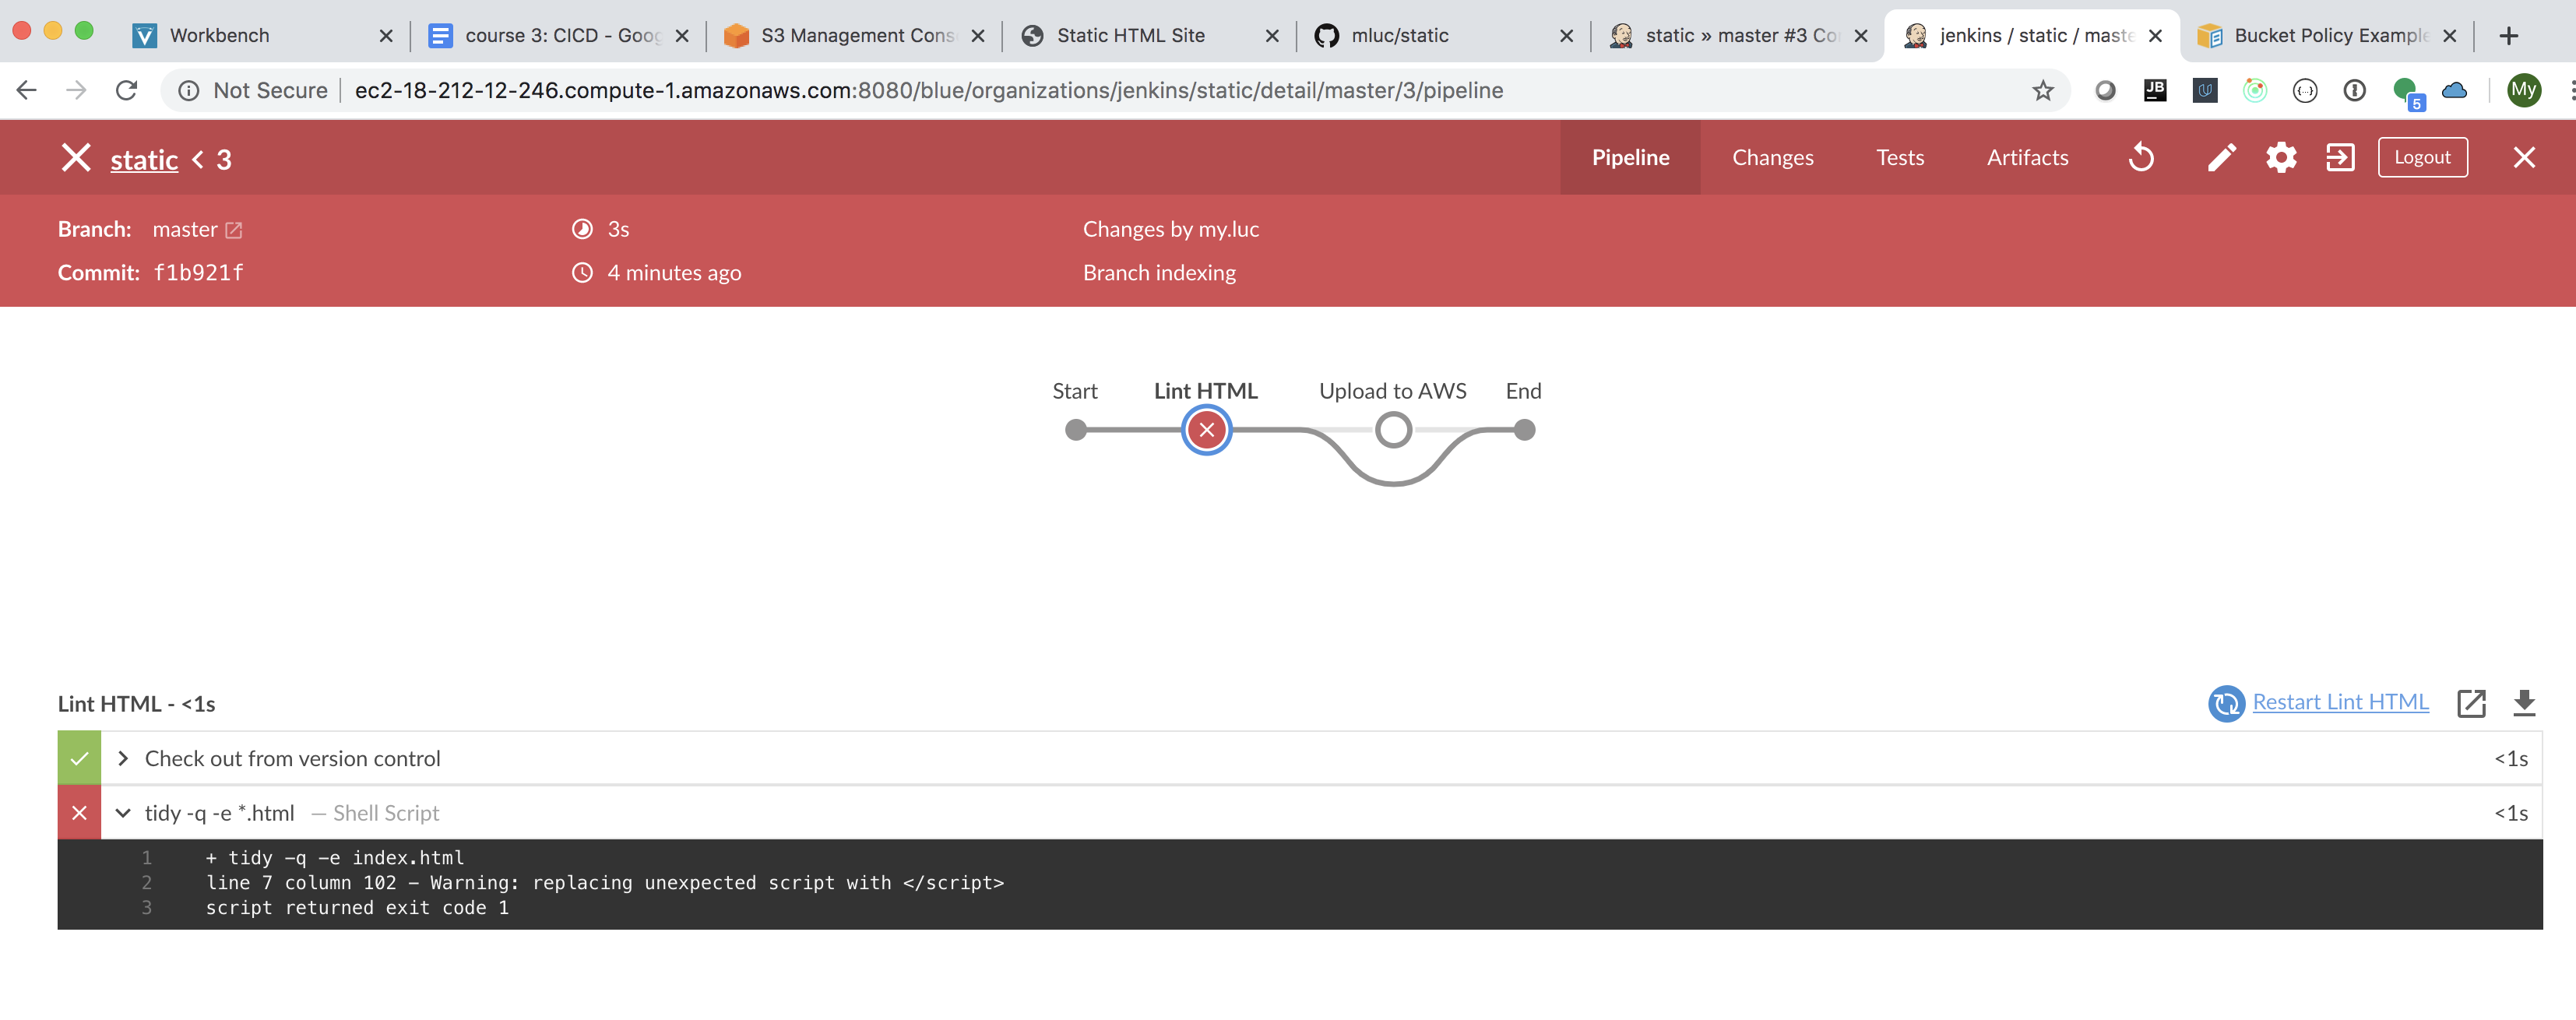 Workbench
course 3: CICD - Goog
S3 Management Cons
Static HTML Site
mluc/static
static » master #3 Co
jenkins / static / maste
Bucket Policy Example
Not Secure
ec2-18-212-12-246.compute-1.amazonaws.com:8080/blue/organizations/jenkins/static/detail/master/3/pipeline
JB
5
My
static < 3
Pipeline
Changes
Tests
Artifacts
Logout
Branch: master
3s
Changes by my.luc
Commit: f1b921f
4 minutes ago
Branch indexing
Start
Lint HTML
Upload to AWS
End
Lint HTML - <1s
Restart Lint HTML
Check out from version control
<1s
tidy -q -e *.html — Shell Script
<1s
1 + tidy -q -e index.html
2 line 7 column 102 - Warning: replacing unexpected script with </script>
3 script returned exit code 1